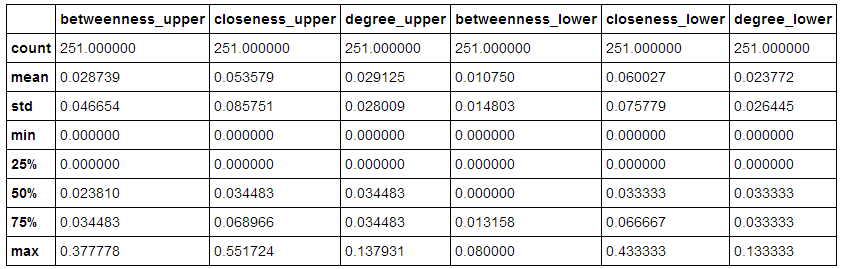 betweenness_upper closeness_upper degree_upper betweenness_lower closeness_lower degree_lower
count 251.000000 251.000000 251.000000 251.000000 251.000000 251.000000
mean 0.028739 0.053579 0.029125 0.010750 0.060027 0.023772
std 0.046654 0.085751 0.028009 0.014803 0.075779 0.026445
min 0.000000 0.000000 0.000000 0.000000 0.000000 0.000000
25% 0.000000 0.000000 0.000000 0.000000 0.000000 0.000000
50% 0.023810 0.034483 0.034483 0.000000 0.033333 0.033333
75% 0.034483 0.068966 0.034483 0.013158 0.066667 0.033333
max 0.377778 0.551724 0.137931 0.080000 0.433333 0.133333